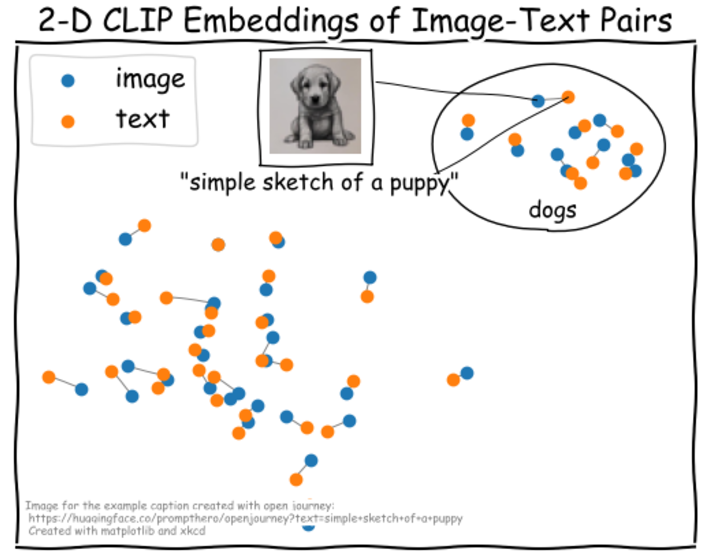 2-D CLIP Embeddings of Image-Text Pairs
image
text
"simple sketch of a puppy"
dogs
Image for the example caption created with open journey:
https://huggingface.co/prompthero/openjourney?text=simple+sketch+of+a+puppy
Created with matplotlib and xkcd